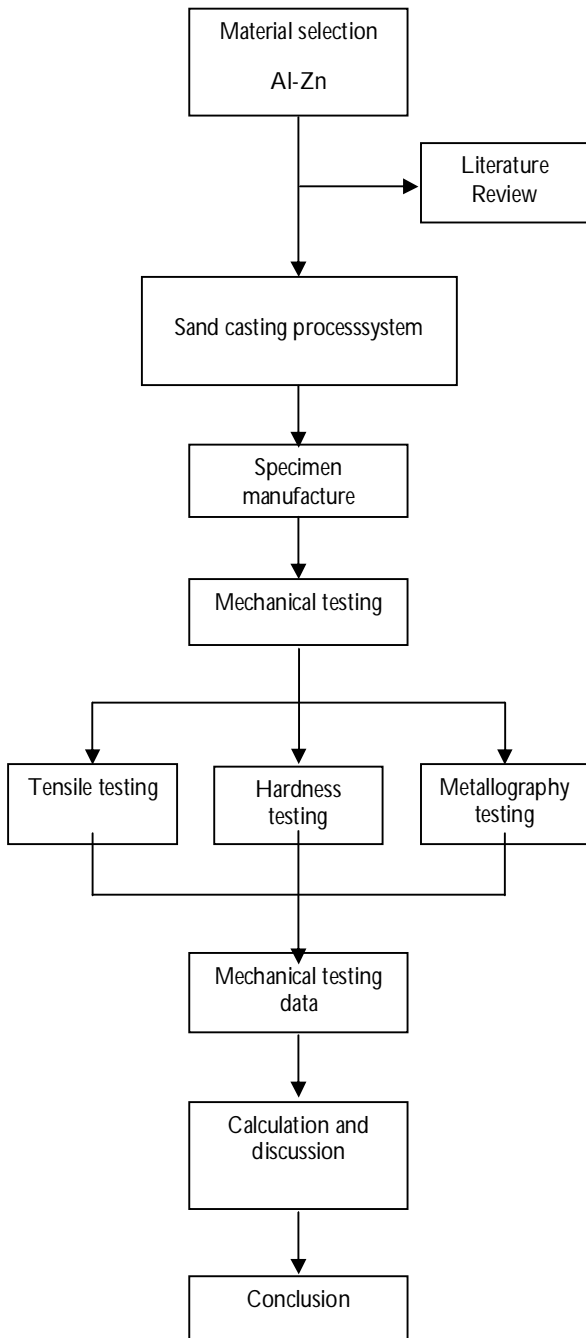 Material selection
Al-Zn
Literature
Review
Sand casting processsystem
Specimen
manufacture
Mechanical testing
Tensile testing
Hardness
testing
Metallography
testing
Mechanical testing
data
Calculation and
discussion
Conclusion